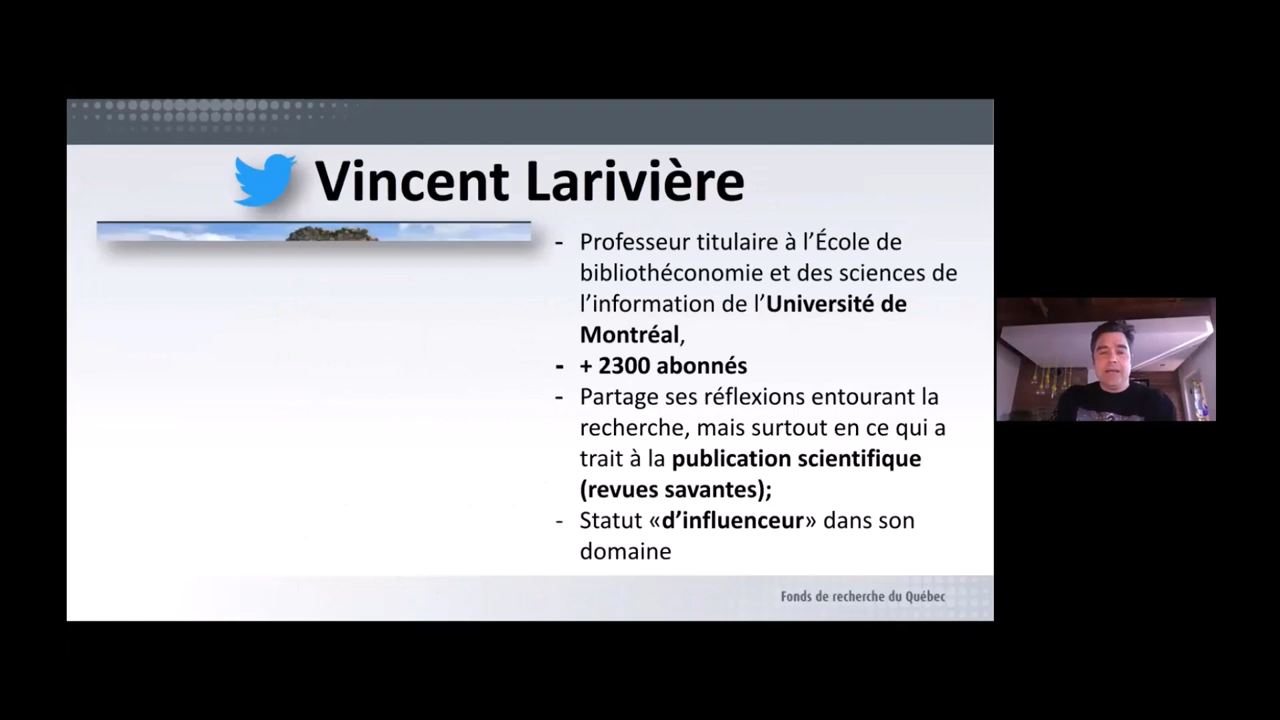 Vincent Larivière
- Professeur titulaire à l’École de
bibliothéconomie et des sciences de
l’information de l’Université de
Montréal,
- + 2300 abonnés
- Partage ses réflexions entourant la
recherche, mais surtout en ce qui a
trait à la publication scientifique
(revues savantes);
- Statut «d’influenceur» dans son
domaine
Fonds de recherche du Québec